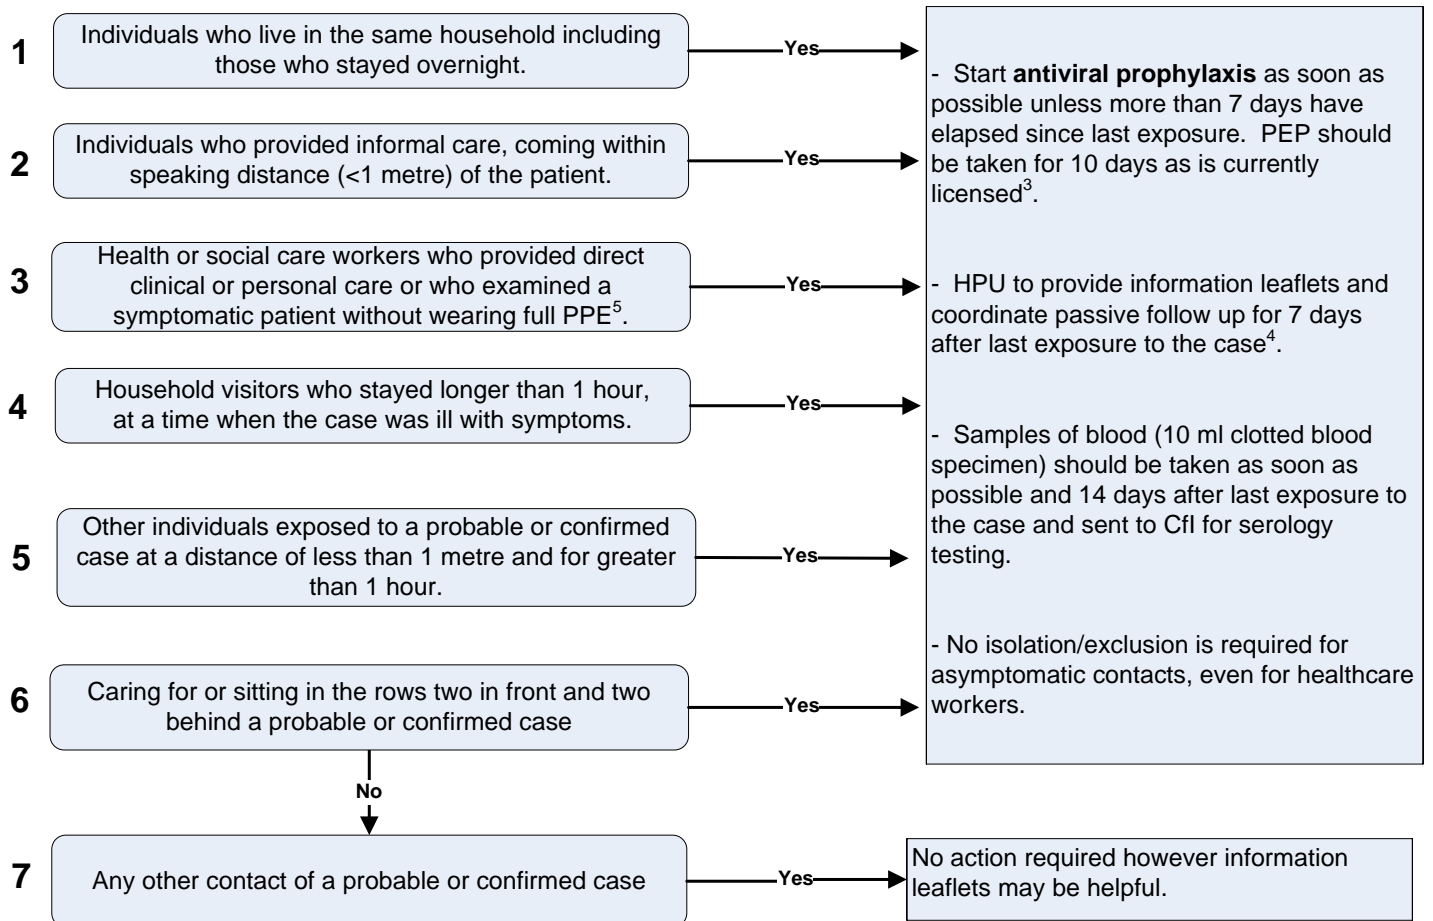 1
Individuals who live in the same household including
those who stayed overnight.
Yes
2
Individuals who provided informal care, coming within
speaking distance (<1 metre) of the patient.
Yes
3
Health or social care workers who provided direct
clinical or personal care or who examined a
symptomatic patient without wearing full PPE5.
Yes
4
Household visitors who stayed longer than 1 hour,
at a time when the case was ill with symptoms.
Yes
5
Other individuals exposed to a probable or confirmed
case at a distance of less than 1 metre and for greater
than 1 hour.
Yes
6
Caring for or sitting in the rows two in front and two
behind a probable or confirmed case
Yes
No
- Start antiviral prophylaxis as soon as
possible unless more than 7 days have
elapsed since last exposure. PEP should
be taken for 10 days as is currently
licensed3.
- HPU to provide information leaflets and
coordinate passive follow up for 7 days
after last exposure to the case4.
- Samples of blood (10 ml clotted blood
specimen) should be taken as soon as
possible and 14 days after last exposure to
the case and sent to CfI for serology
testing.
- No isolation/exclusion is required for
asymptomatic contacts, even for healthcare
workers.
7
Any other contact of a probable or confirmed case
Yes
No action required however information
leaflets may be helpful.